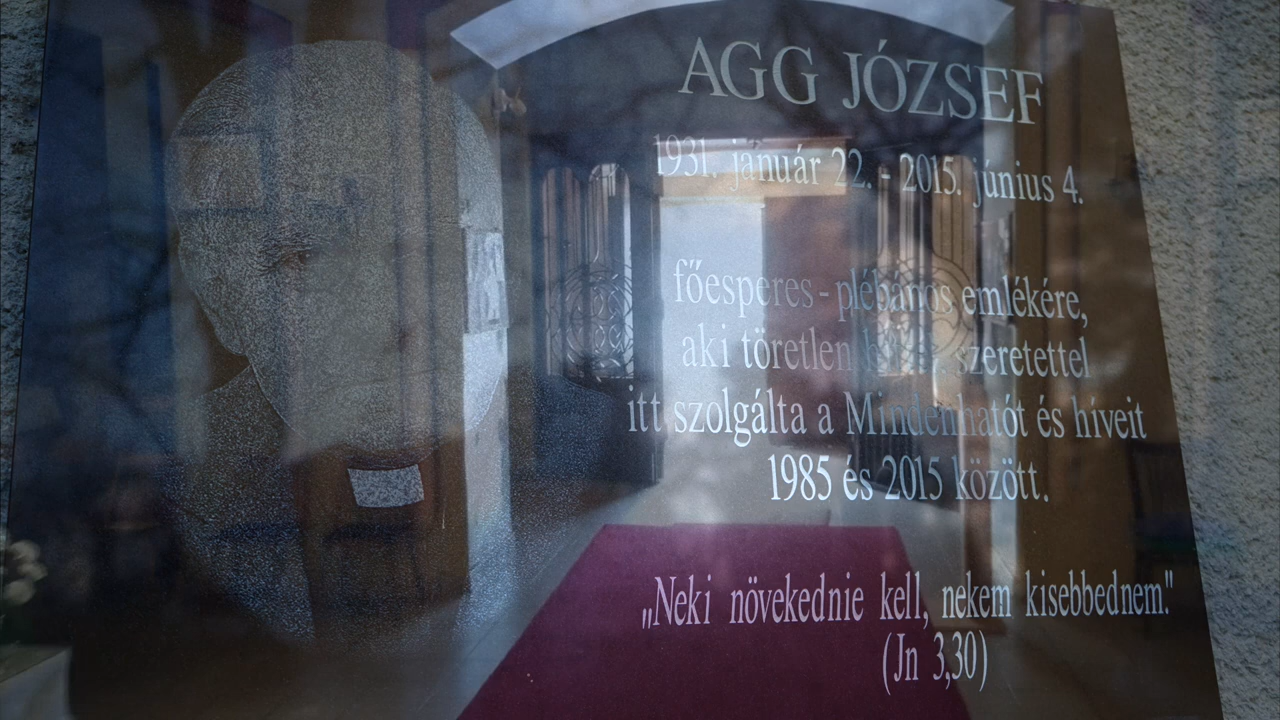 AGG JÓZSEF
1931. január 22. - 2015. június 4.
főesperes - plébános emlékére,
aki töretlen szeretettel
itt szolgálta a Mindenhatót és híveit
1985 és 2015 között.
„Neki növekednie kell, nekem kisebbednem."
(Jn 3,30)